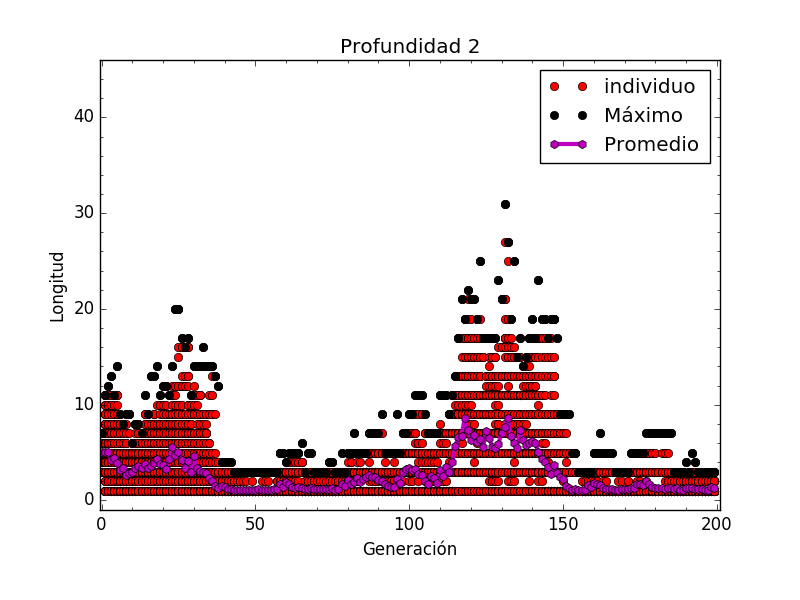 Profundidad 2
individuo
Máximo
Promedio
Longitud
40
30
20
10
0
0 50 100 150 200
Generación